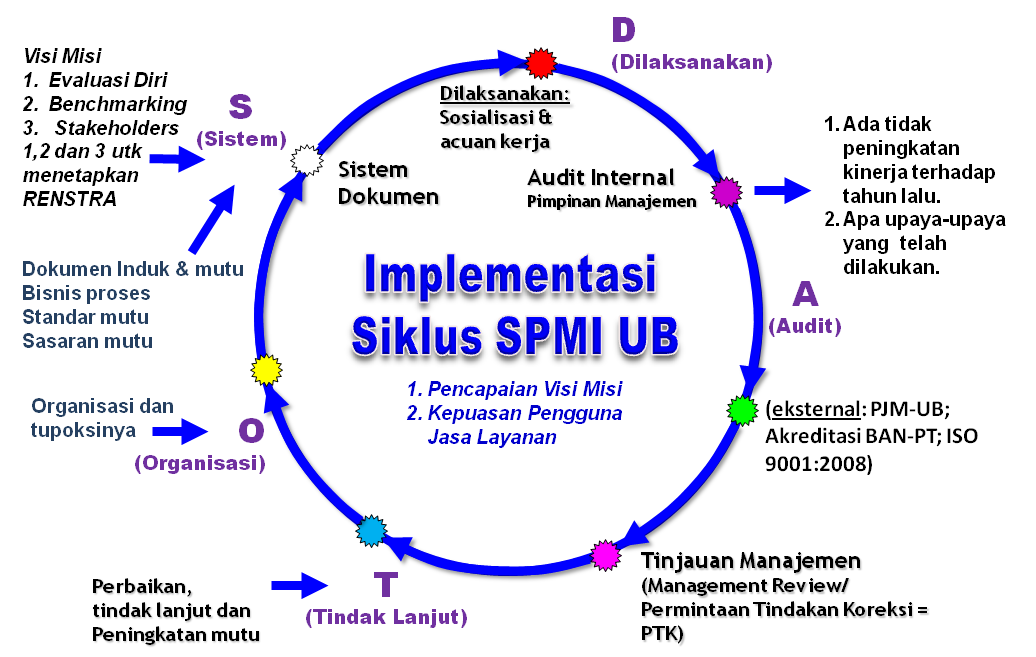 Visi Misi
1. Evaluasi Diri
2. Benchmarking
3. Stakeholders
1,2 dan 3 utk
menetapkan
RENSTRA
S
(Sistem)
Sistem
Dokumen
Dokumen Induk & mutu
Bisnis proses
Standar mutu
Sasaran mutu
D
(Dilaksanakan)
Dilaksanakan:
Sosialisasi &
acuan kerja
Audit Internal
Pimpinan Manajemen
1. Ada tidak
peningkatan
kinerja terhadap
tahun lalu.
2. Apa upaya-upaya
yang telah
dilakukan.
A
(Audit)
Implementasi
Siklus SPMI UB
1. Pencapaian Visi Misi
2. Kepuasan Pengguna
Jasa Layanan
(eksternal: PJM-UB;
Akreditasi BAN-PT; ISO
9001:2008)
Tinjauan Manajemen
(Management Review/
Permintaan Tindakan Koreksi =
PTK)
T
(Tindak Lanjut)
Perbaikan,
tindak lanjut dan
Peningkatan mutu
Organisasi dan
tupoksinya
O
(Organisasi)